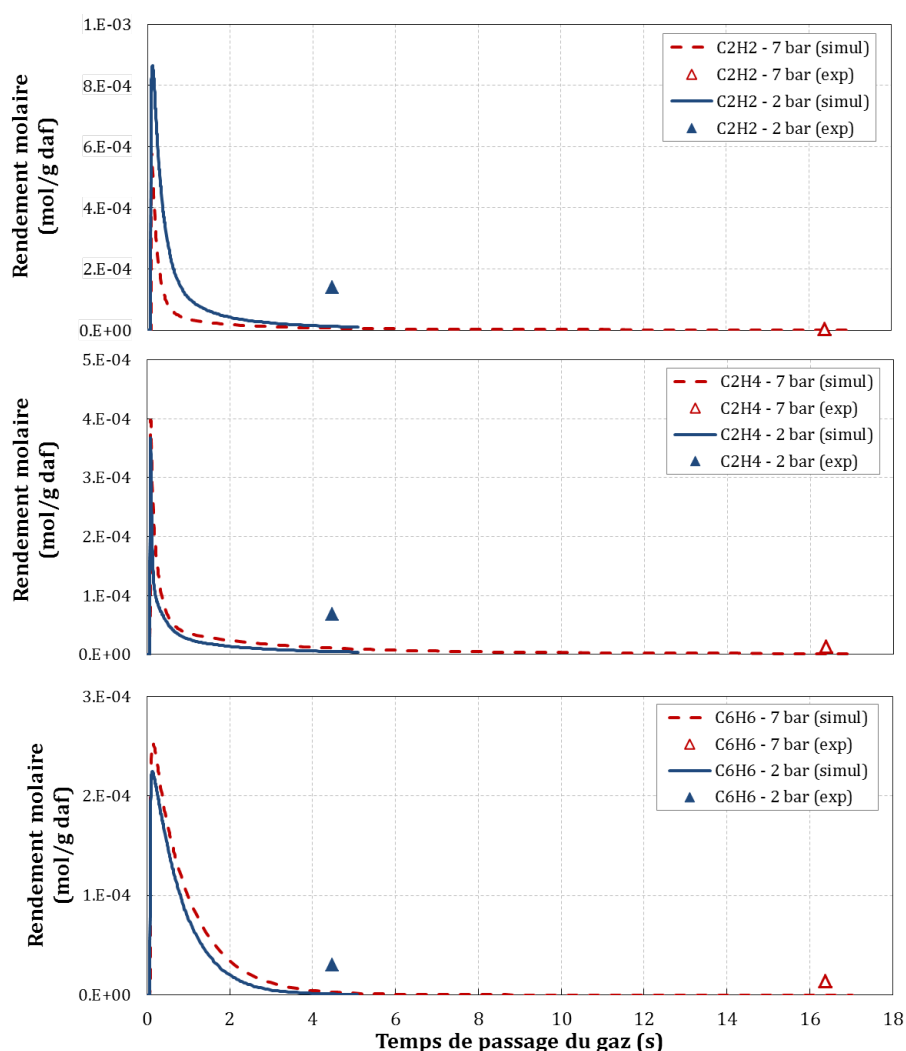 Rendement molaire
(mol/g daf)
1.E-03
8.E-04
6.E-04
4.E-04
2.E-04
0.E+00
C2H2 - 7 bar (simul)
C2H2 - 7 bar (exp)
C2H2 - 2 bar (simul)
C2H2 - 2 bar (exp)
Rendement molaire
(mol/g daf)
5.E-04
4.E-04
3.E-04
2.E-04
1.E-04
0.E+00
C2H4 - 7 bar (simul)
C2H4 - 7 bar (exp)
C2H4 - 2 bar (simul)
C2H4 - 2 bar (exp)
Rendement molaire
(mol/g daf)
3.E-04
2.E-04
1.E-04
0.E+00
C6H6 - 7 bar (simul)
C6H6 - 7 bar (exp)
C6H6 - 2 bar (simul)
C6H6 - 2 bar (exp)
0 2 4 6 8 10 12 14 16 18
Temps de passage du gaz (s)